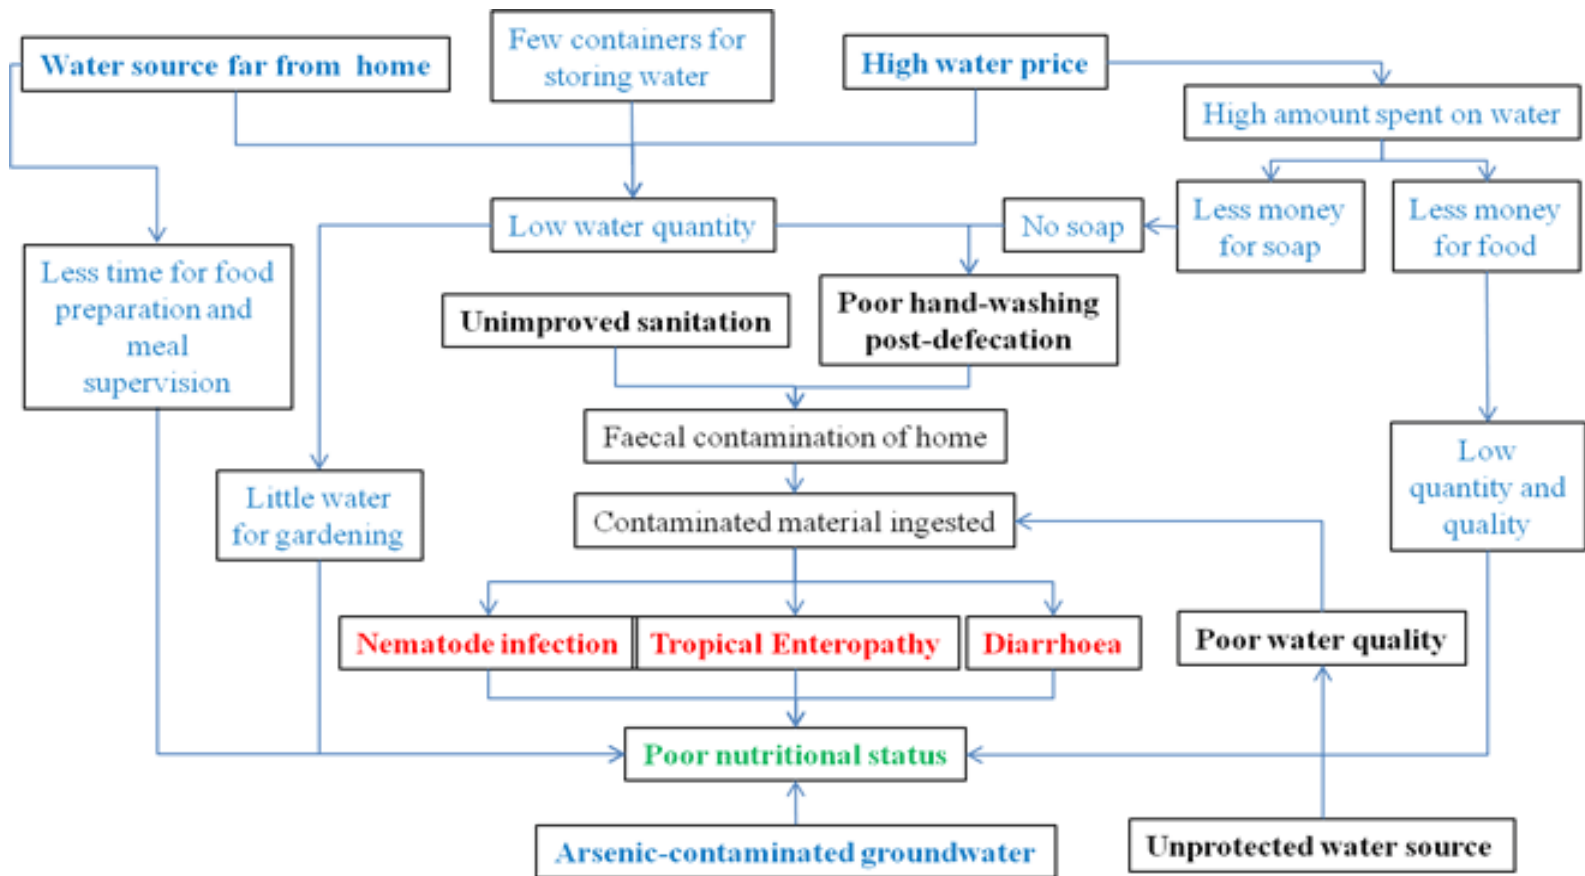 Water source far from home
Few containers for
storing water
High water price
High amount spent on water
Low water quantity
No soap
Less money
for soap
Less money
for food
Less time for food
preparation and
meal
supervision
Unimproved sanitation
Poor hand-washing
post-defecation
Faecal contamination of home
Low
quantity and
quality
Little water
for gardening
Contaminated material ingested
Nematode infection
Tropical Enteropathy
Diarrhoea
Poor water quality
Poor nutritional status
Arsenic-contaminated groundwater
Unprotected water source